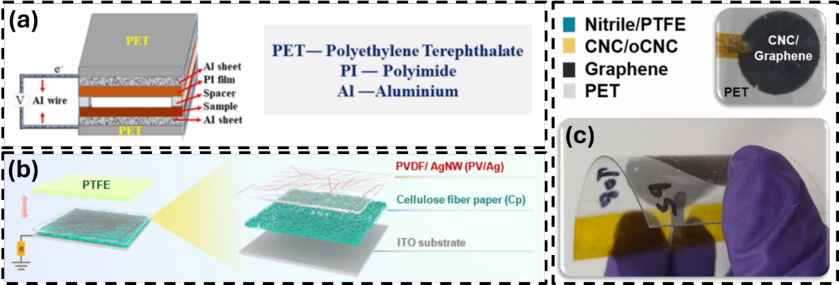 (a)
PET
Al sheet
PI film
Spacer
Sample
Al sheet
e-
V
Al wire
PET
PET— Polyethylene Terephthalate
PI — Polyimide
Al —Aluminium
(b)
PTFE
R
PVDF/ AgNW (PV/Ag)
Cellulose fiber paper (Cp)
ITO substrate
Nitrile/PTFE
CNC/oCNC
Graphene
PET
CNC/
Graphene
PET
(c)